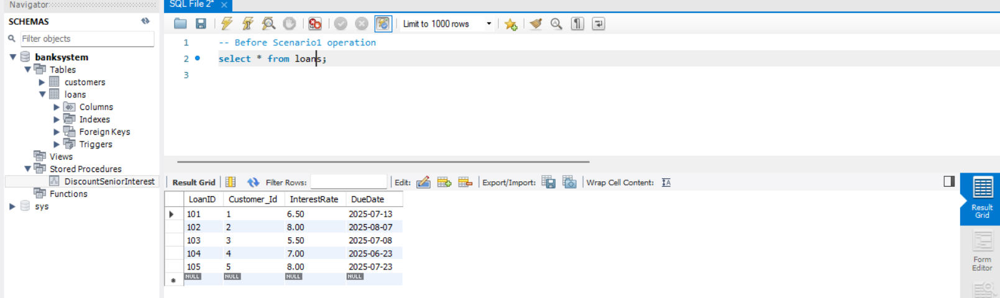 Navigator
SCHEMAS
Filter objects
banksystem
Tables
customers
loans
Columns
Indexes
Foreign Keys
Triggers
Views
Stored Procedures
DiscountSeniorInterest
Functions
sys
SQL File 2*
Limit to 1000 rows
1 -- Before Scenario1 operation
2 select * from loans;
3
Result Grid Filter Rows: Edit: Export/Import: Wrap Cell Content: IA
LoanID Customer_Id InterestRate DueDate
101 1 6.50 2025-07-13
102 2 8.00 2025-08-07
103 3 5.50 2025-07-08
104 4 7.00 2025-06-23
105 5 8.00 2025-07-23
NULL NULL NULL NULL
Result
Grid
Form
Editor